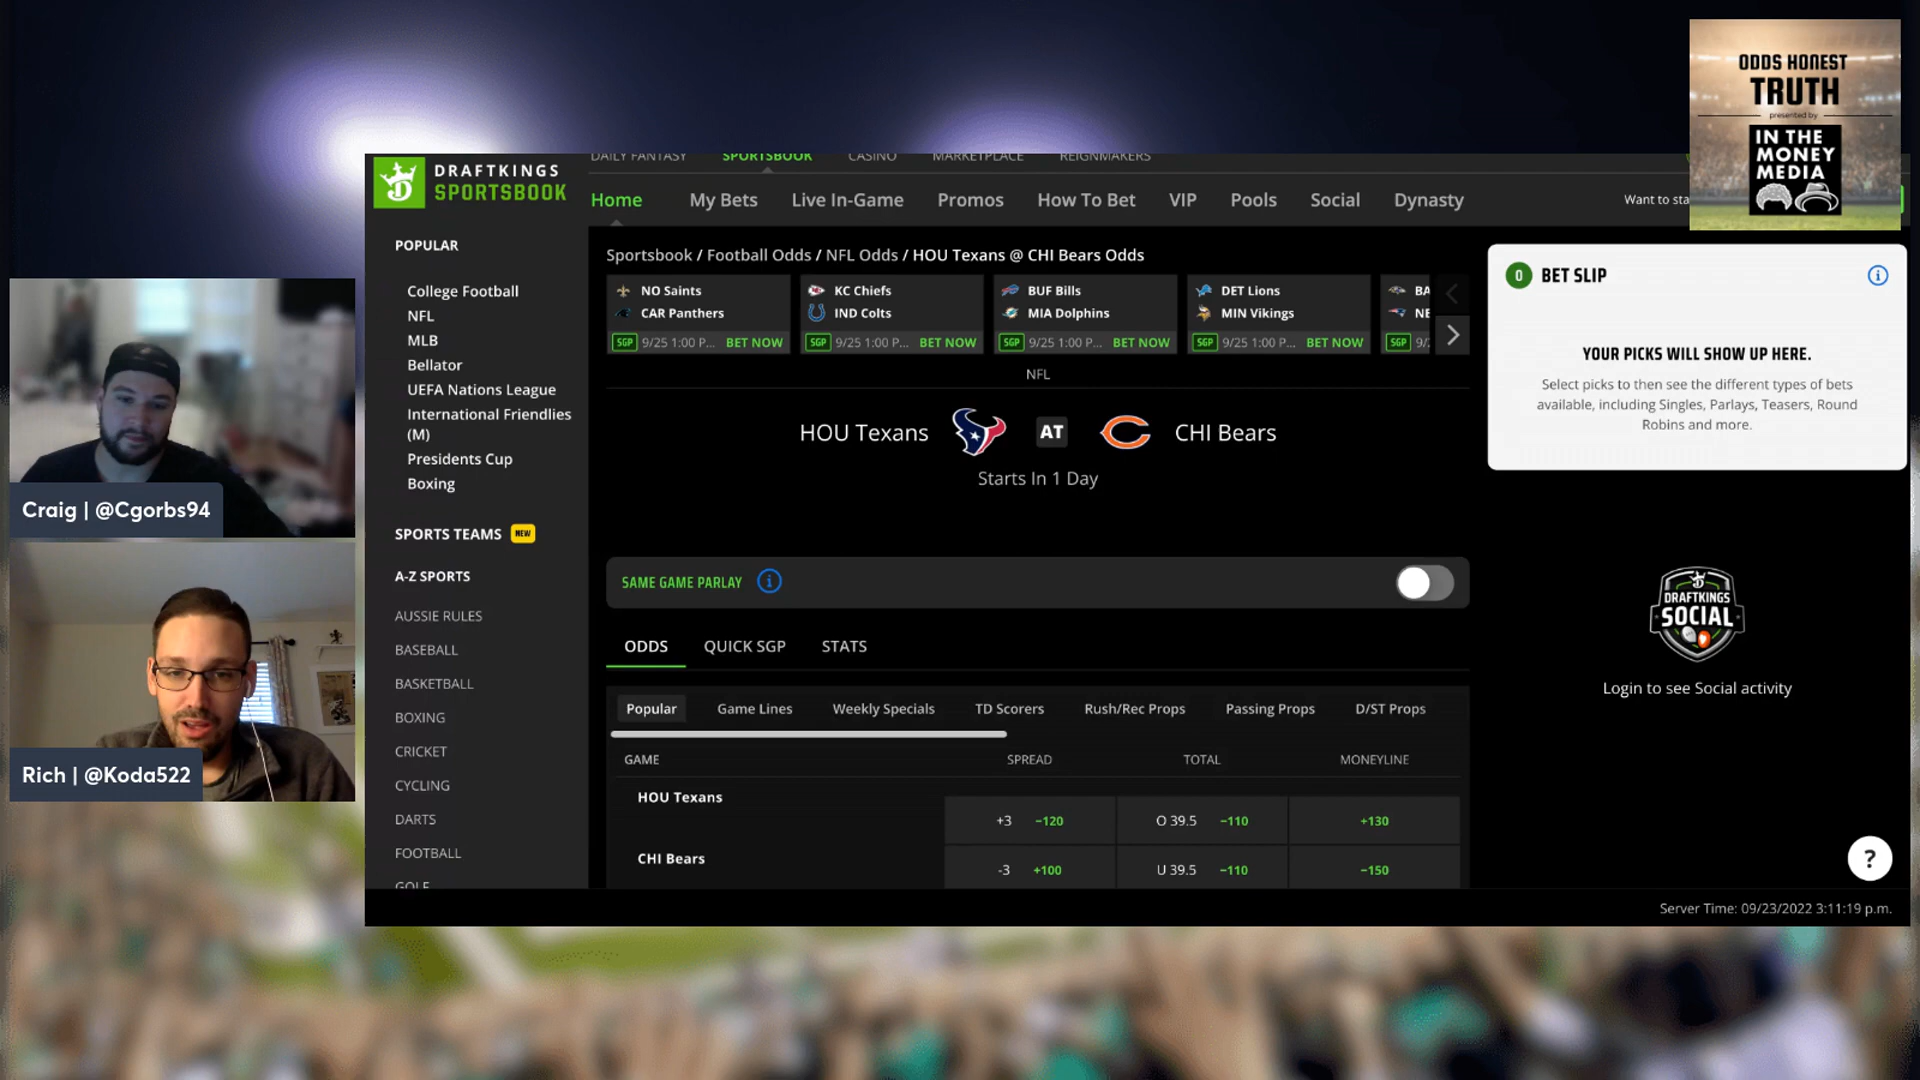 ODDS HONEST
TRUTH
presented by
IN THE
MONEY
MEDIA
DAILY FANTASY SPORTSBOOK CASINO MARKETPLACE REIGNMAKERS
DRAFTKINGS
SPORTSBOOK
Home My Bets Live In-Game Promos How To Bet VIP Pools Social Dynasty
Want to sta
POPULAR
College Football
NFL
MLB
Bellator
UEFA Nations League
International Friendlies
(M)
Presidents Cup
Boxing
SPORTS TEAMS NEW
A-Z SPORTS
AUSSIE RULES
BASEBALL
BASKETBALL
BOXING
CRICKET
CYCLING
DARTS
FOOTBALL
GOLF
Sportsbook / Football Odds / NFL Odds / HOU Texans @ CHI Bears Odds
NO Saints
CAR Panthers
SGP 9/25 1:00 P... BET NOW
KC Chiefs
IND Colts
SGP 9/25 1:00 P... BET NOW
BUF Bills
MIA Dolphins
SGP 9/25 1:00 P... BET NOW
DET Lions
MIN Vikings
SGP 9/25 1:00 P... BET NOW
BA
NE
SGP 9/
NFL
HOU Texans AT CHI Bears
Starts In 1 Day
SAME GAME PARLAY i
ODDS QUICK SGP STATS
Popular Game Lines Weekly Specials TD Scorers Rush/Rec Props Passing Props D/ST Props
GAME SPREAD TOTAL MONEYLINE
HOU Texans
+3 −120 O 39.5 −110 +130
CHI Bears
-3 +100 U 39.5 −110 −150
0 BET SLIP i
YOUR PICKS WILL SHOW UP HERE.
Select picks to then see the different types of bets
available, including Singles, Parlays, Teasers, Round
Robins and more.
DRAFTKINGS
SOCIAL
Login to see Social activity
?
Server Time: 09/23/2022 3:11:19 p.m.
Craig | @Cgorbs94
Rich | @Koda522